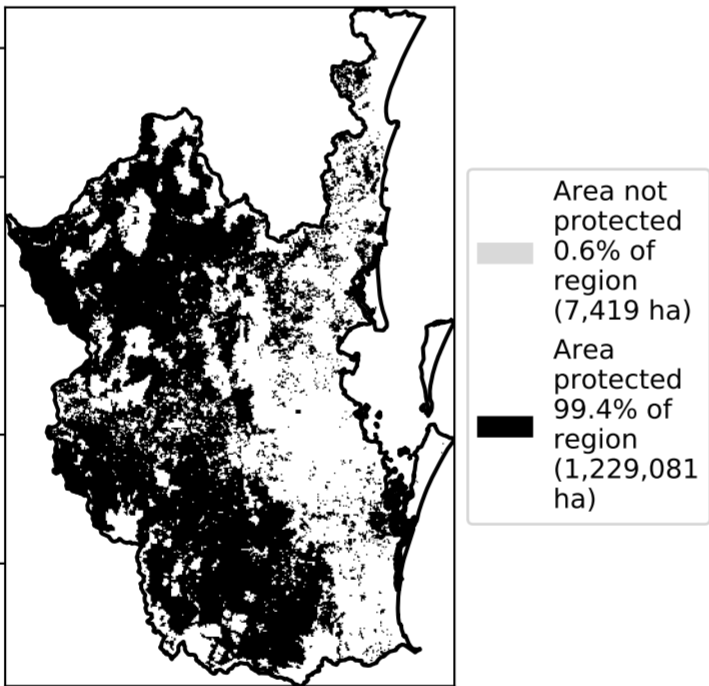 Area not
protected
0.6% of
region
(7,419 ha)
Area
protected
99.4% of
region
(1,229,081
ha)